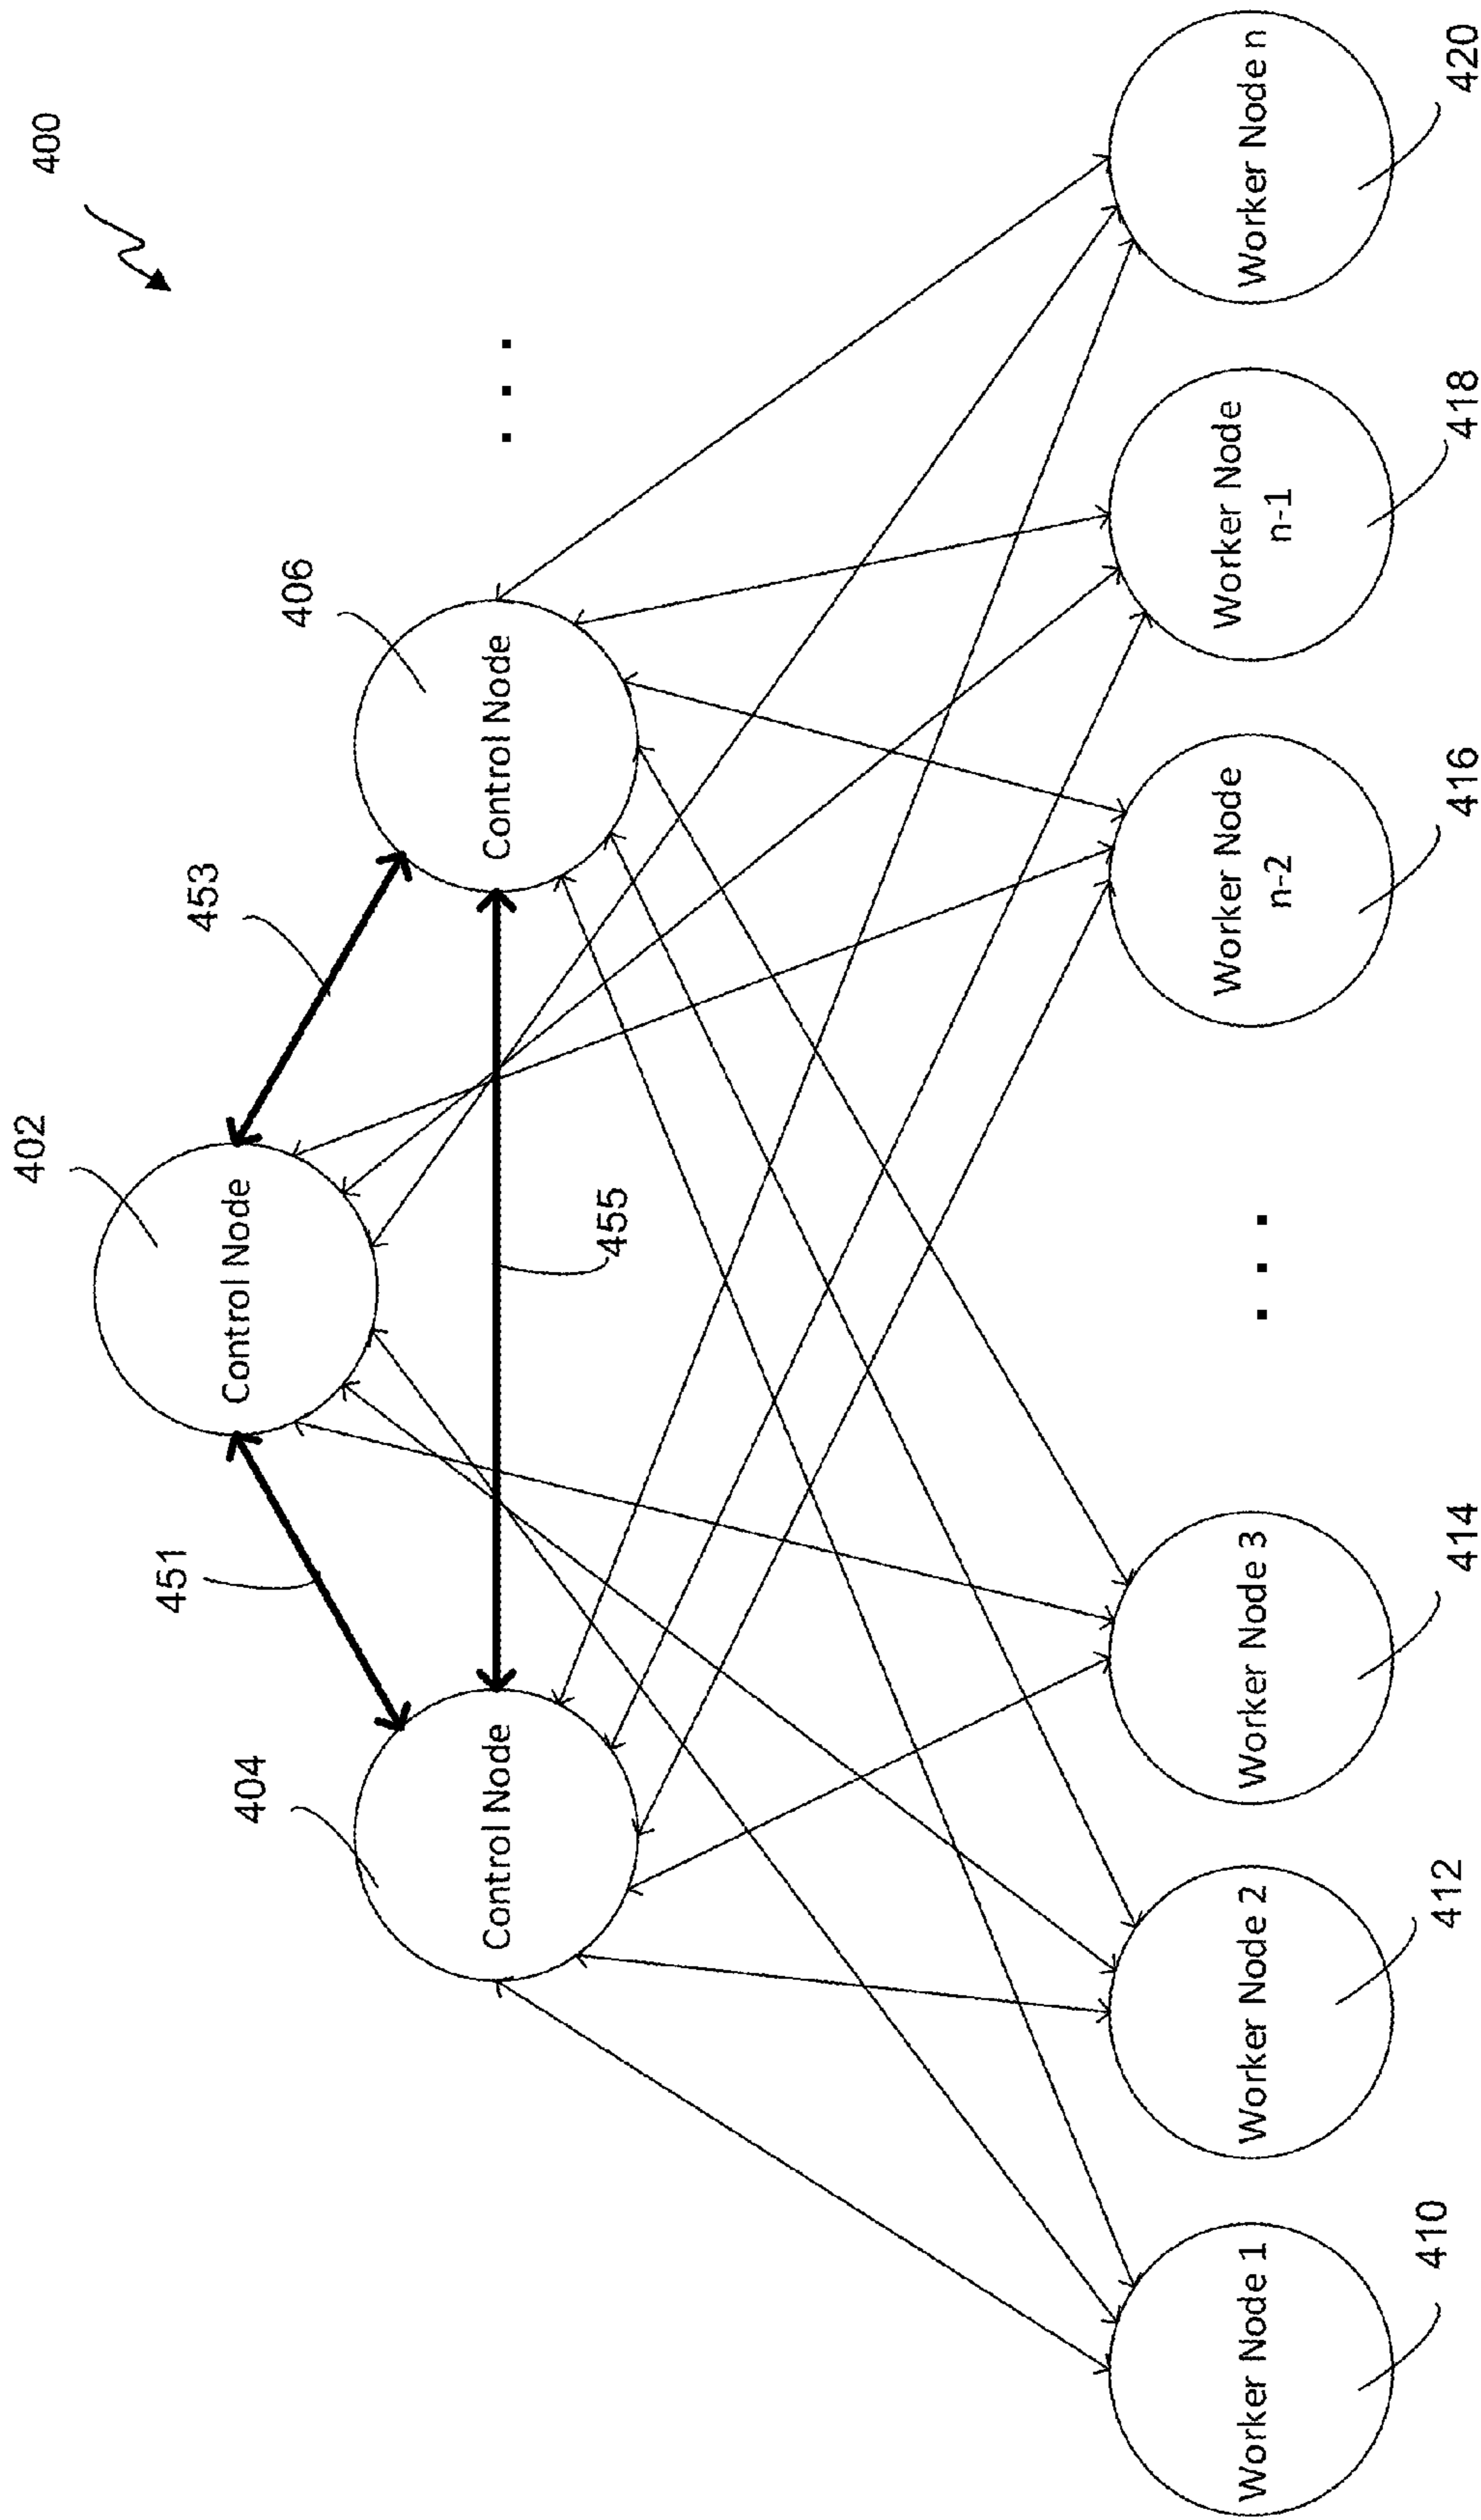 400
402
Control Node
451
453
404
Control Node
406
Control Node
. . .
455
Worker Node 1
Worker Node 2
Worker Node 3
. . .
Worker Node
n-2
Worker Node
n-1
Worker Node n
410
412
414
416
418
420